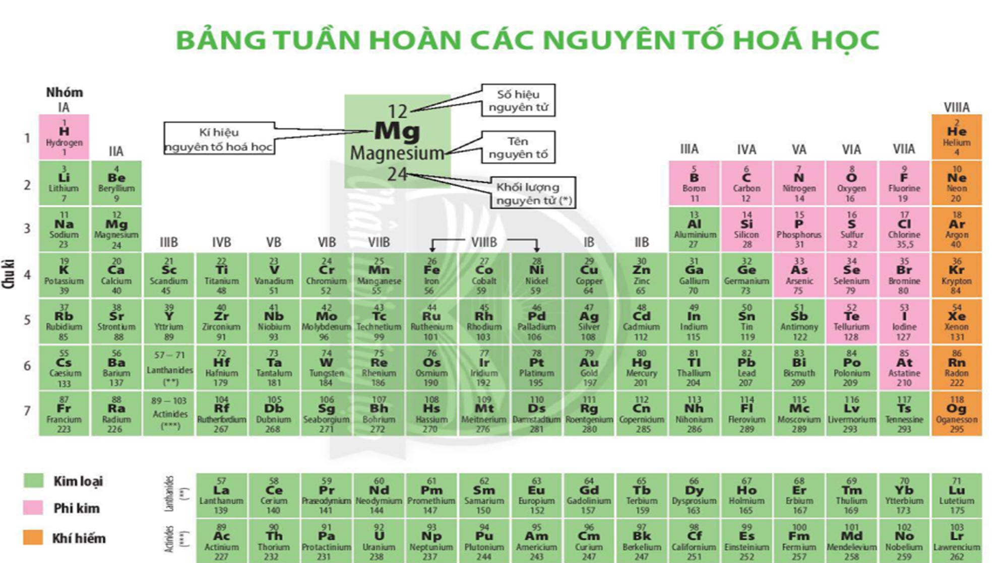 BẢNG TUẦN HOÀN CÁC NGUYÊN TỐ HOÁ HỌC
Nhóm
IA
VIIIA
12
Mg
Magnesium
24
Số hiệu
nguyên tử
Kí hiệu
nguyên tố hoá học
Tên
nguyên tố
Khối lượng
nguyên tử (*)
Chu kì
1
1 H Hydrogen 1
2 He Helium 4
IIA IIIA IVA VA VIA VIIA
2
3 Li Lithium 7
4 Be Beryllium 9
5 B Boron 11
6 C Carbon 12
7 N Nitrogen 14
8 O Oxygen 16
9 F Fluorine 19
10 Ne Neon 20
3
11 Na Sodium 23
12 Mg Magnesium 24
13 Al Aluminium 27
14 Si Silicon 28
15 P Phosphorus 31
16 S Sulfur 32
17 Cl Chlorine 35,5
18 Ar Argon 40
IIIB IVB VB VIB VIIB VIIIB IB IIB
4
19 K Potassium 39
20 Ca Calcium 40
21 Sc Scandium 45
22 Ti Titanium 48
23 V Vanadium 51
24 Cr Chromium 52
25 Mn Manganese 55
26 Fe Iron 56
27 Co Cobalt 59
28 Ni Nickel 59
29 Cu Copper 64
30 Zn Zinc 65
31 Ga Gallium 70
32 Ge Germanium 73
33 As Arsenic 75
34 Se Selenium 79
35 Br Bromine 80
36 Kr Krypton 84
5
37 Rb Rubidium 85
38 Sr Strontium 88
39 Y Yttrium 89
40 Zr Zirconium 91
41 Nb Niobium 93
42 Mo Molybdenum 96
43 Tc Technetium 99
44 Ru Ruthenium 101
45 Rh Rhodium 103
46 Pd Palladium 106
47 Ag Silver 108
48 Cd Cadmium 112
49 In Indium 115
50 Sn Tin 119
51 Sb Antimony 122
52 Te Tellurium 128
53 I Iodine 127
54 Xe Xenon 131
6
55 Cs Caesium 133
56 Ba Barium 137
57 – 71 Lanthanides (**)
72 Hf Hafnium 179
73 Ta Tantalum 181
74 W Tungsten 184
75 Re Rhenium 186
76 Os Osmium 190
77 Ir Iridium 192
78 Pt Platinum 195
79 Au Gold 197
80 Hg Mercury 201
81 Tl Thallium 204
82 Pb Lead 207
83 Bi Bismuth 209
84 Po Polonium 209
85 At Astatine 210
86 Rn Radon 222
7
87 Fr Francium 223
88 Ra Radium 226
89 – 103 Actinides (***)
104 Rf Rutherfordium 267
105 Db Dubnium 268
106 Sg Seaborgium 271
107 Bh Bohrium 272
108 Hs Hassium 270
109 Mt Meitnerium 276
110 Ds Darmstadtium 281
111 Rg Roentgenium 280
112 Cn Copernidum 285
113 Nh Nihonium 286
114 Fl Flerovium 289
115 Mc Moscovium 289
116 Lv Livermorium 293
117 Ts Tennessine 293
118 Og Oganesson 295
Kim loại
Phi kim
Khí hiếm
Lanthanides (**)
57 La Lanthanum 139
58 Ce Cerium 140
59 Pr Praseodymium 141
60 Nd Neodymium 144
61 Pm Promethium 147
62 Sm Samarium 150
63 Eu Europium 152
64 Gd Gadolinium 157
65 Tb Terbium 159
66 Dy Dysprosium 163
67 Ho Holmium 165
68 Er Erbium 167
69 Tm Thulium 169
70 Yb Ytterbium 173
71 Lu Lutetium 175
Actinides (***)
89 Ac Actinium 227
90 Th Thorium 232
91 Pa Protactinium 231
92 U Uranium 238
93 Np Neptunium 237
94 Pu Plutonium 244
95 Am Americium 243
96 Cm Curium 247
97 Bk Berkelium 247
98 Cf Californium 251
99 Es Einsteinium 252
100 Fm Fermium 257
101 Md Mendelevium 258
102 No Nobelium 259
103 Lr Lawrencium 262
Chân trời sáng tạo